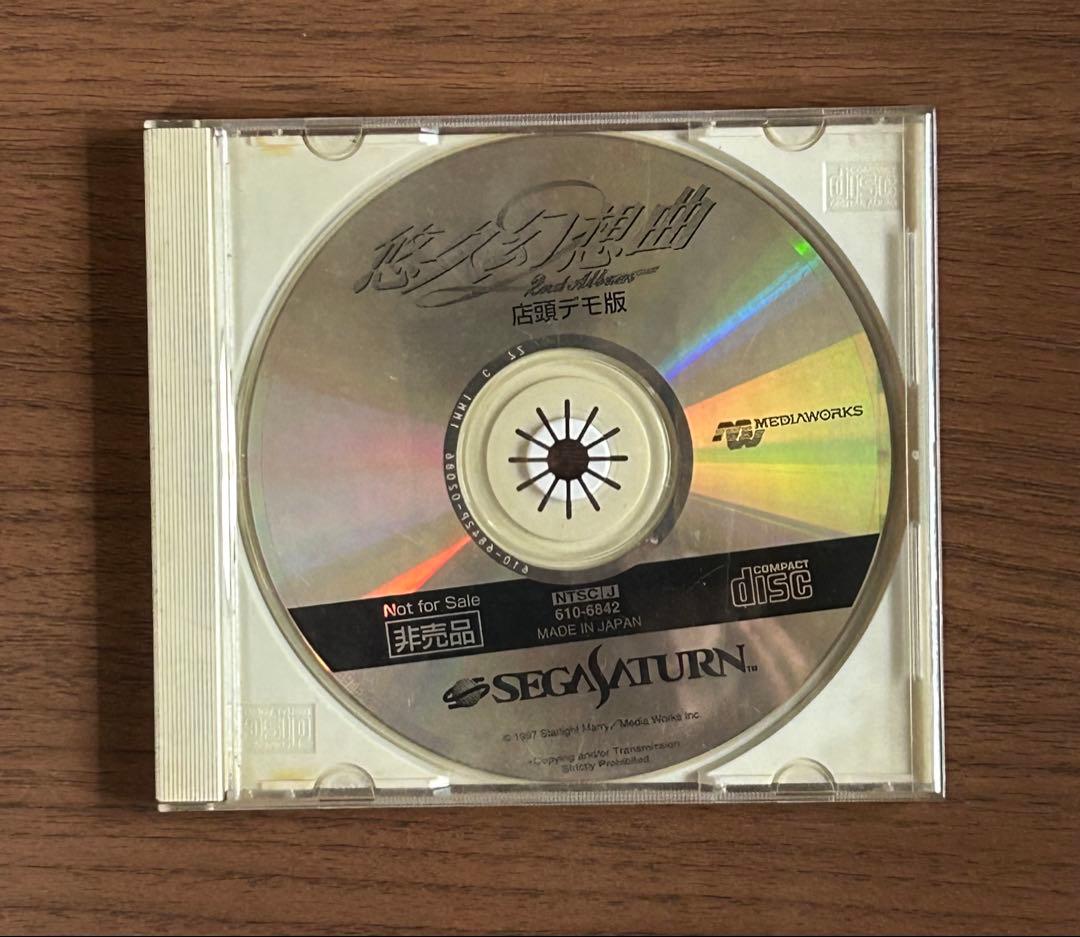 悠久幻想曲
2nd Album
店頭デモ版
MEDIAWORKS
Not for Sale
非売品
NTSC J
610-6842
MADE IN JAPAN
COMPACT
disc
SEGA SATURN™
© 1997 Starlight Marry／Media Works Inc.
•Copying and/or Transmission
Strictly Prohibited.